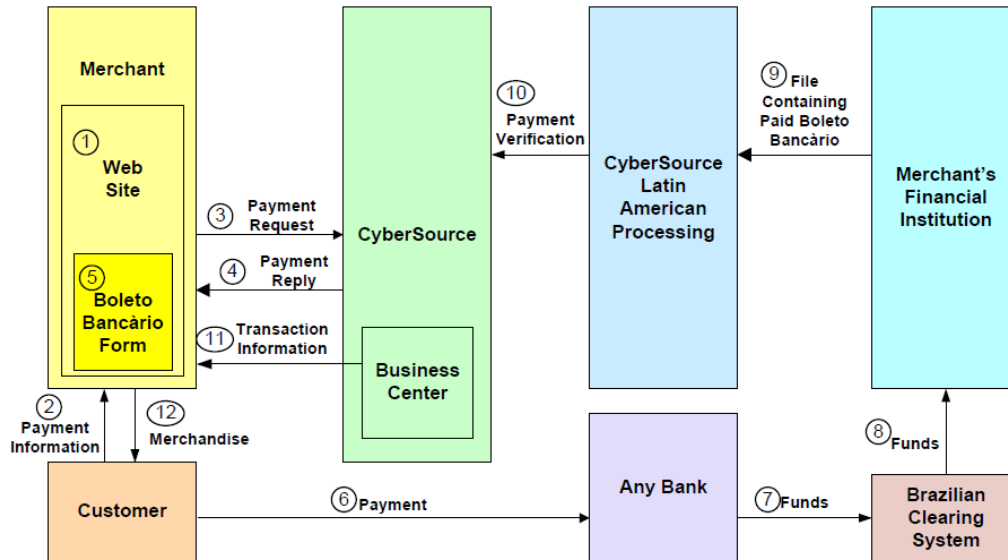 Merchant
1
Web
Site
5
Boleto
Bancàrio
Form
3
Payment
Request
4
Payment
Reply
11
Transaction
Information
CyberSource
Business
Center
10
Payment
Verification
CyberSource
Latin
American
Processing
9
File
Containing
Paid Boleto
Bancàrio
Merchant's
Financial
Institution
2
Payment
Information
12
Merchandise
Customer
6
Payment
Any Bank
7
Funds
8
Funds
Brazilian
Clearing
System